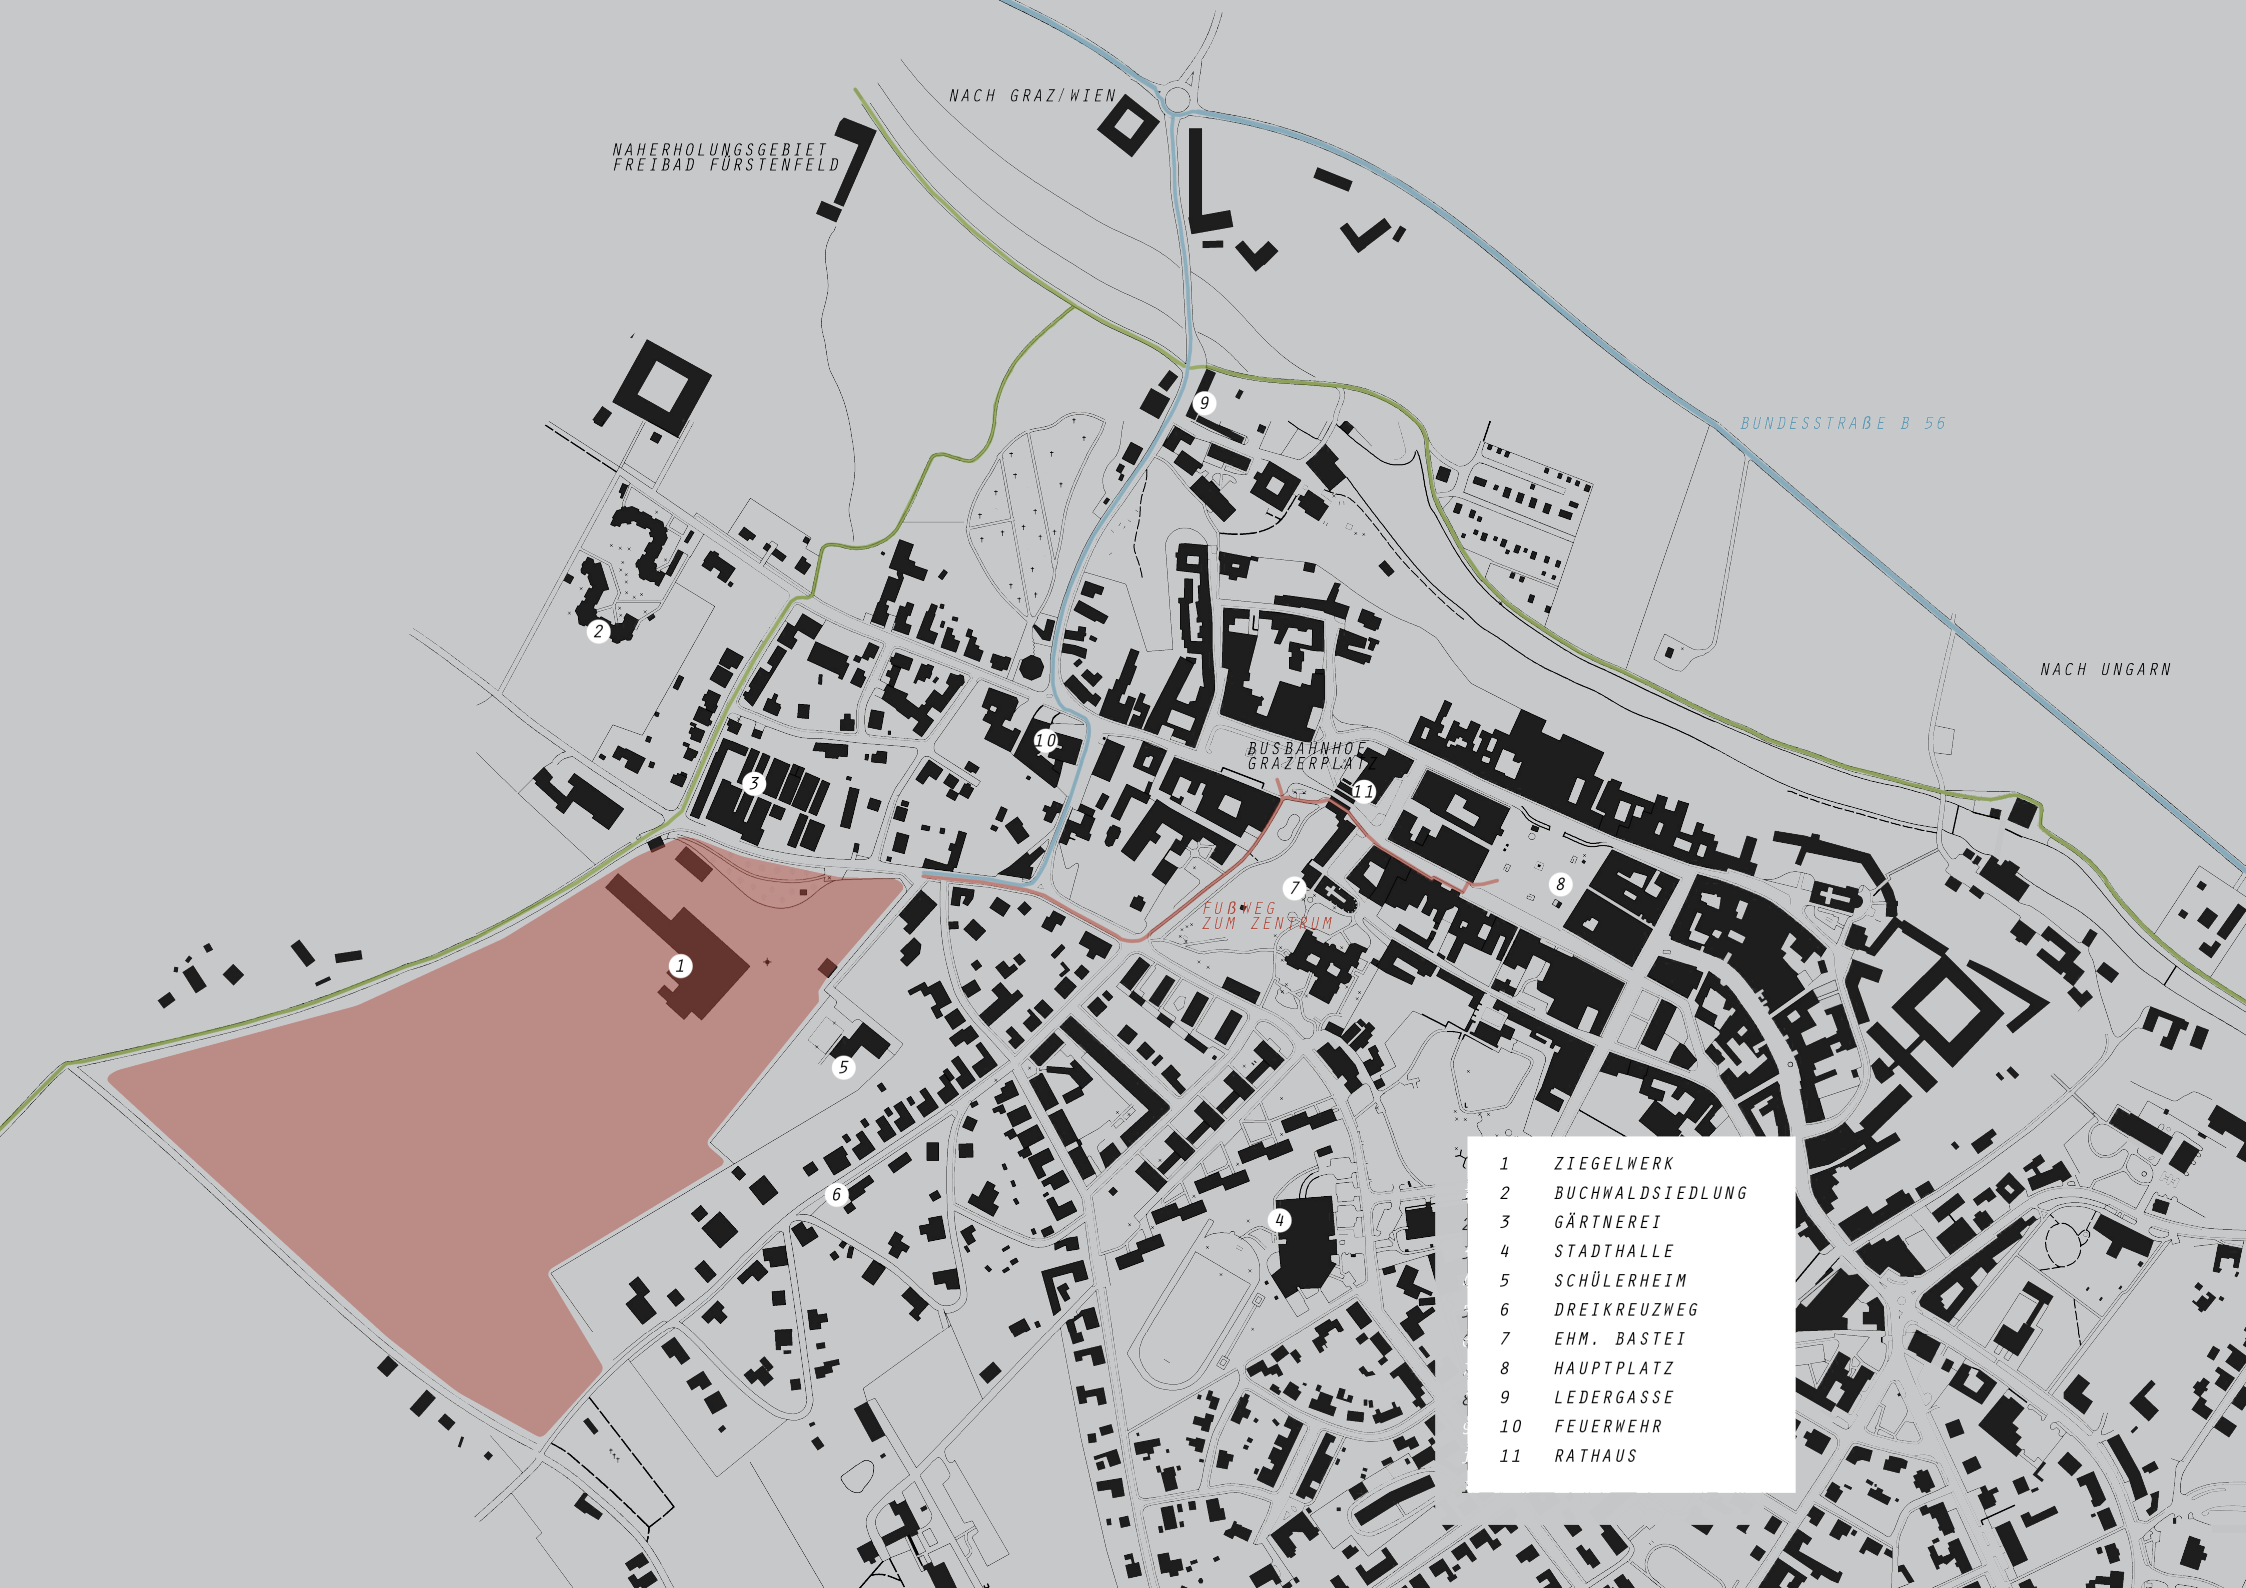 NACH GRAZ/WIEN
NAHERHOLUNGSGEBIET
FREIBAD FÜRSTENFELD
9
BUNDESSTRAßE B 56
2
NACH UNGARN
10
BUSBAHNHOF
GRAZERPLATZ
3
11
7
8
FUßWEG
ZUM ZENTRUM
1
5
6
4
1 ZIEGELWERK
2 BUCHWALDSIEDLUNG
3 GÄRTNEREI
4 STADTHALLE
5 SCHÜLERHEIM
6 DREIKREUZWEG
7 EHM. BASTEI
8 HAUPTPLATZ
9 LEDERGASSE
10 FEUERWEHR
11 RATHAUS